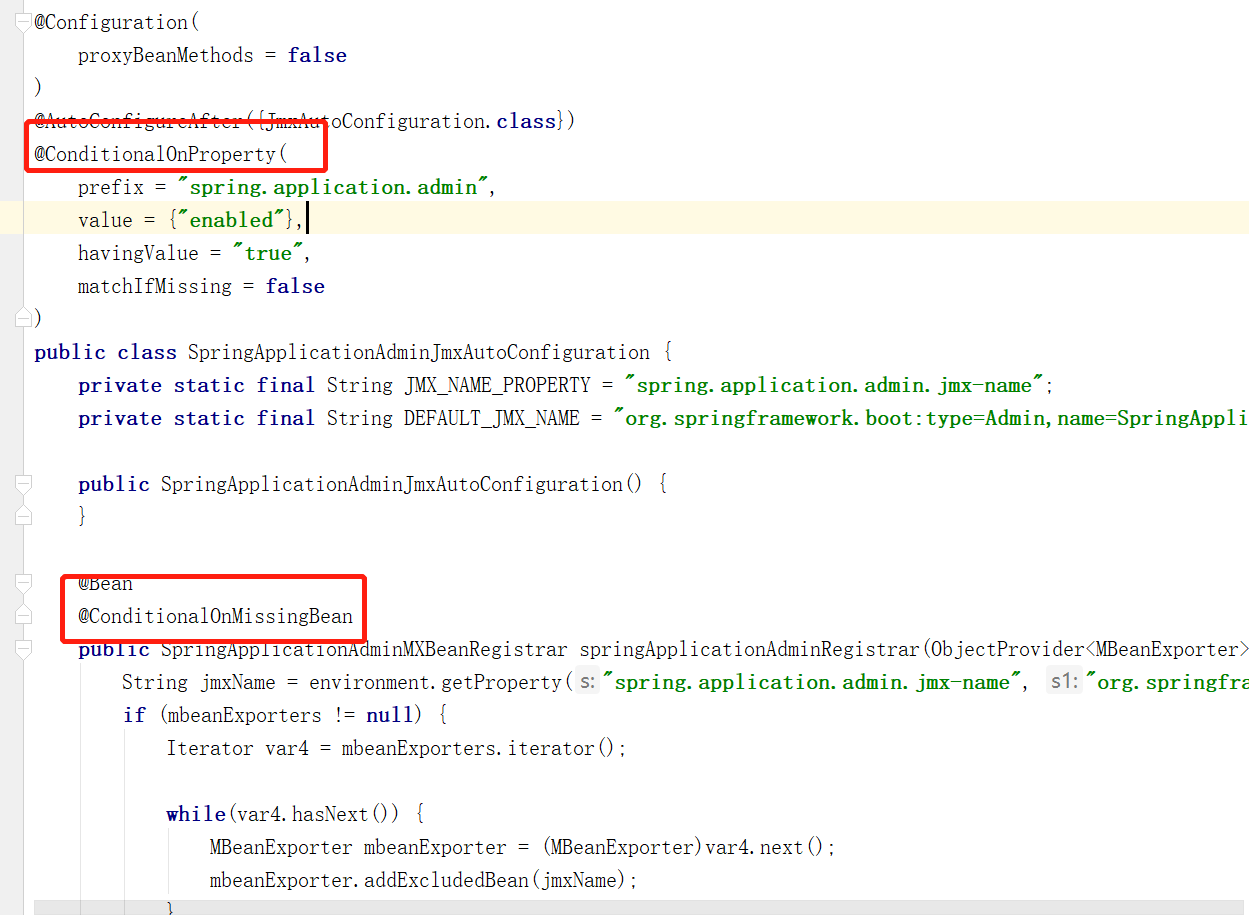 @Configuration(
    proxyBeanMethods = false
)
@AutoConfigureAfter({JmxAutoConfiguration.class})
@ConditionalOnProperty(
    prefix = "spring.application.admin",
    value = {"enabled"},
    havingValue = "true",
    matchIfMissing = false
)
public class SpringApplicationAdminJmxAutoConfiguration {
    private static final String JMX_NAME_PROPERTY = "spring.application.admin.jmx-name";
    private static final String DEFAULT_JMX_NAME = "org.springframework.boot:type=Admin,name=SpringAppli
    public SpringApplicationAdminJmxAutoConfiguration() {
    }
    @Bean
    @ConditionalOnMissingBean
    public SpringApplicationAdminMXBeanRegistrar springApplicationAdminRegistrar(ObjectProvider<MBeanExporter>
        String jmxName = environment.getProperty( s: "spring.application.admin.jmx-name", s1: "org.springfra
        if (mbeanExporters != null) {
            Iterator var4 = mbeanExporters.iterator();
            while(var4.hasNext()) {
                MBeanExporter mbeanExporter = (MBeanExporter)var4.next();
                mbeanExporter.addExcludedBean(jmxName);
            }